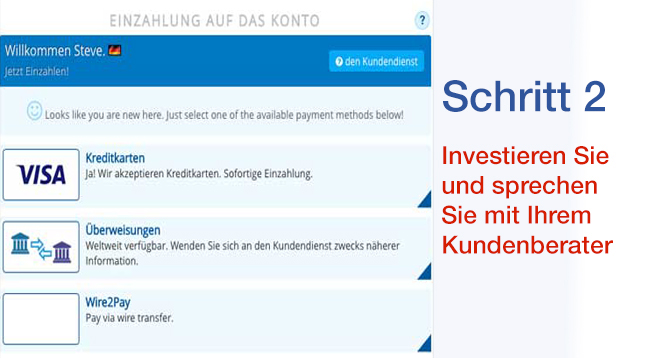 EINZAHLUNG AUF DAS KONTO
?
Willkommen Steve.
Jetzt Einzahlen!
? den Kundendienst
Looks like you are new here. Just select one of the available payment methods below!
VISA
Kreditkarten
Ja! Wir akzeptieren Kreditkarten. Sofortige Einzahlung.
Überweisungen
Weltweit verfügbar. Wenden Sie sich an den Kundendienst zwecks näherer
Information.
Wire2Pay
Pay via wire transfer.
Schritt 2
Investieren Sie
und sprechen
Sie mit Ihrem
Kundenberater